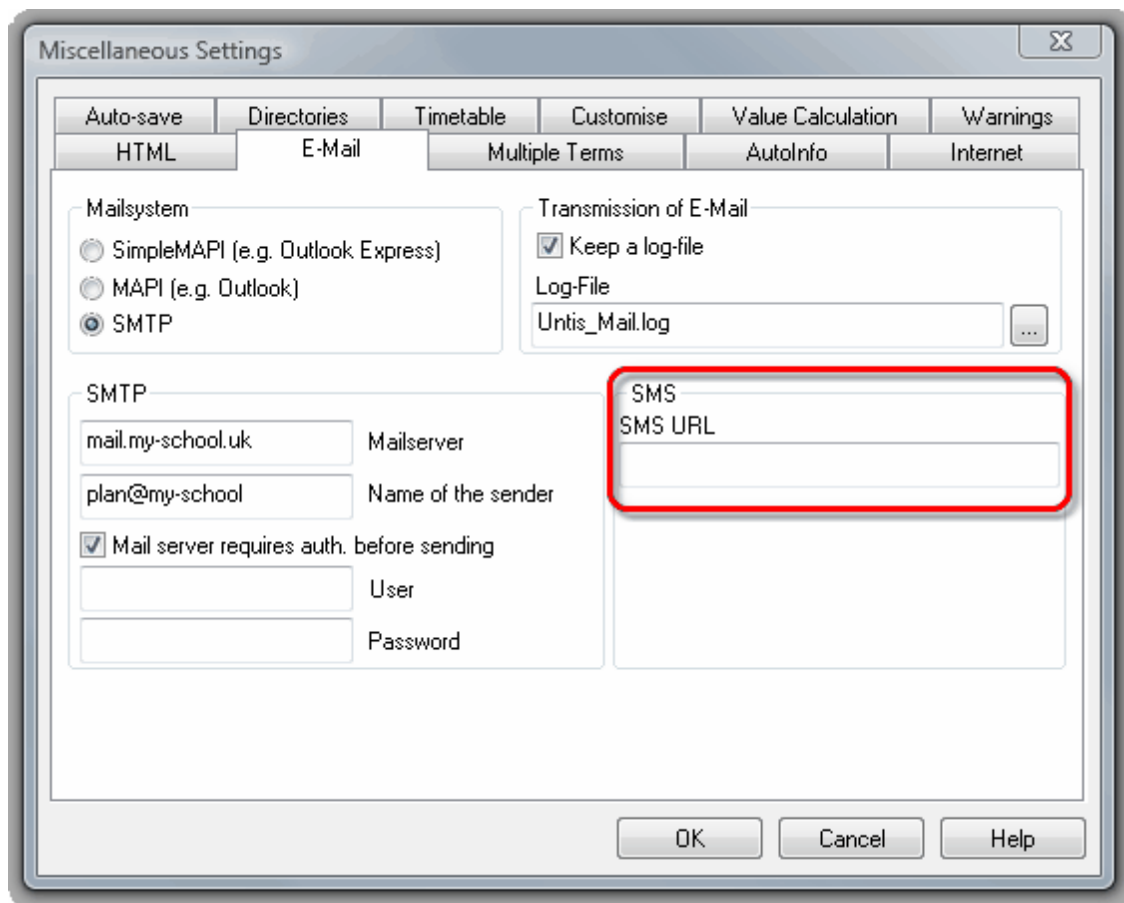 Miscellaneous Settings
Auto-save Directories Timetable Customise Value Calculation Warnings
HTML E-Mail Multiple Terms AutoInfo Internet
Mailsystem
SimpleMAPI (e.g. Outlook Express)
MAPI (e.g. Outlook)
SMTP
Transmission of E-Mail
Keep a log-file
Log-File
Untis_Mail.log ...
SMTP
mail.my-school.uk Mailserver
plan@my-school Name of the sender
Mail server requires auth. before sending
User
Password
SMS
SMS URL
OK Cancel Help